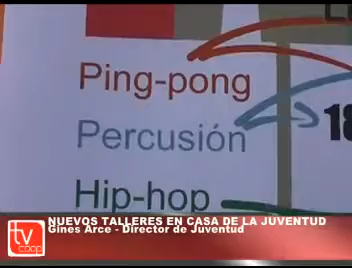 Ping-pong
Percusión
18
Hip-hop
NUEVOS TALLERES EN CASA DE LA JUVENTUD
Gines Arce - Director de Juventud
tv
coop